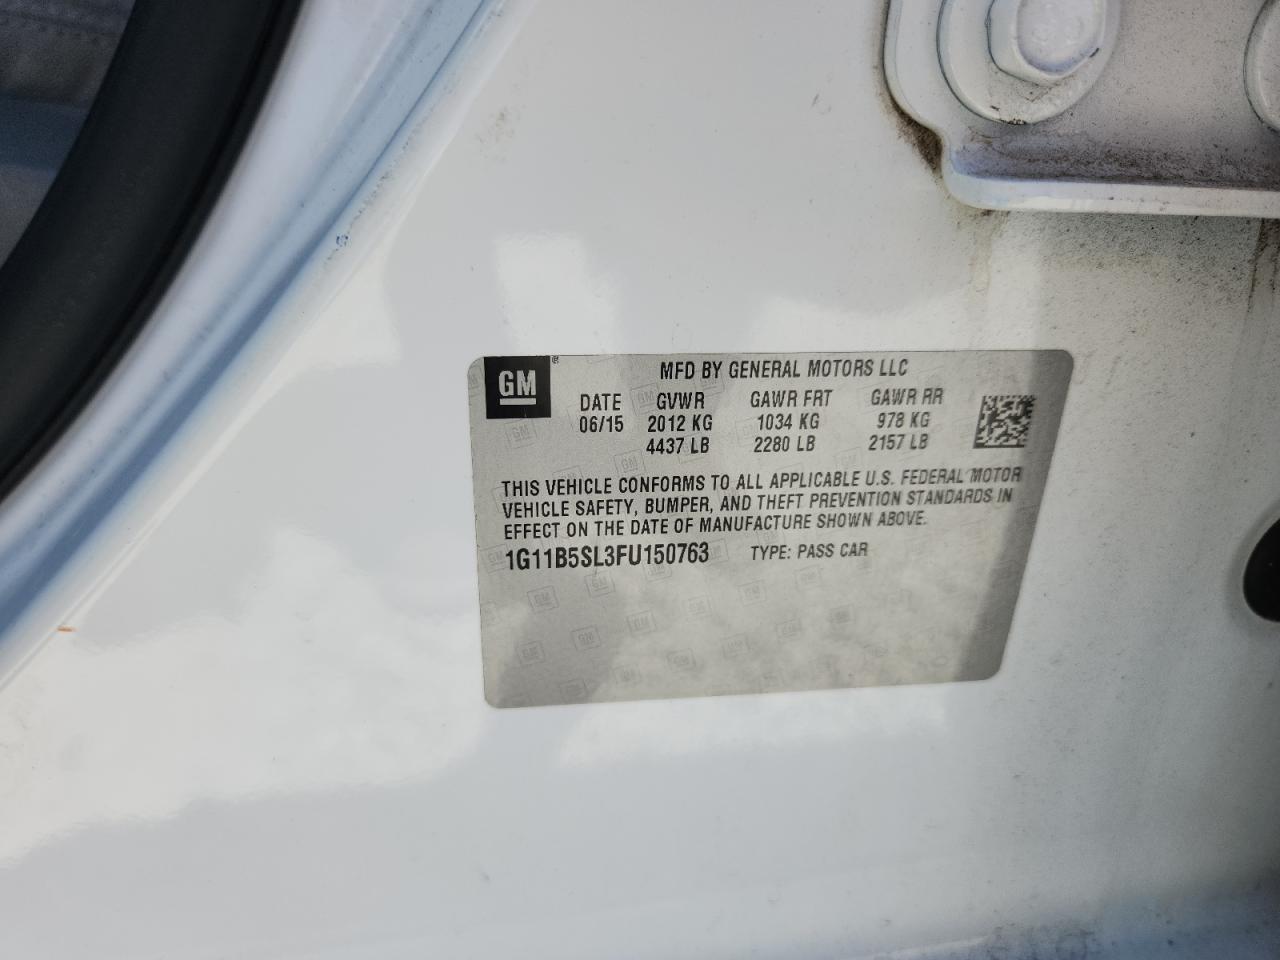 GM ®
MFD BY GENERAL MOTORS LLC
DATE GVWR GAWR FRT GAWR RR
06/15 2012 KG 1034 KG 978 KG
4437 LB 2280 LB 2157 LB
THIS VEHICLE CONFORMS TO ALL APPLICABLE U.S. FEDERAL MOTOR
VEHICLE SAFETY, BUMPER, AND THEFT PREVENTION STANDARDS IN
EFFECT ON THE DATE OF MANUFACTURE SHOWN ABOVE.
1G11B5SL3FU150763 TYPE: PASS CAR